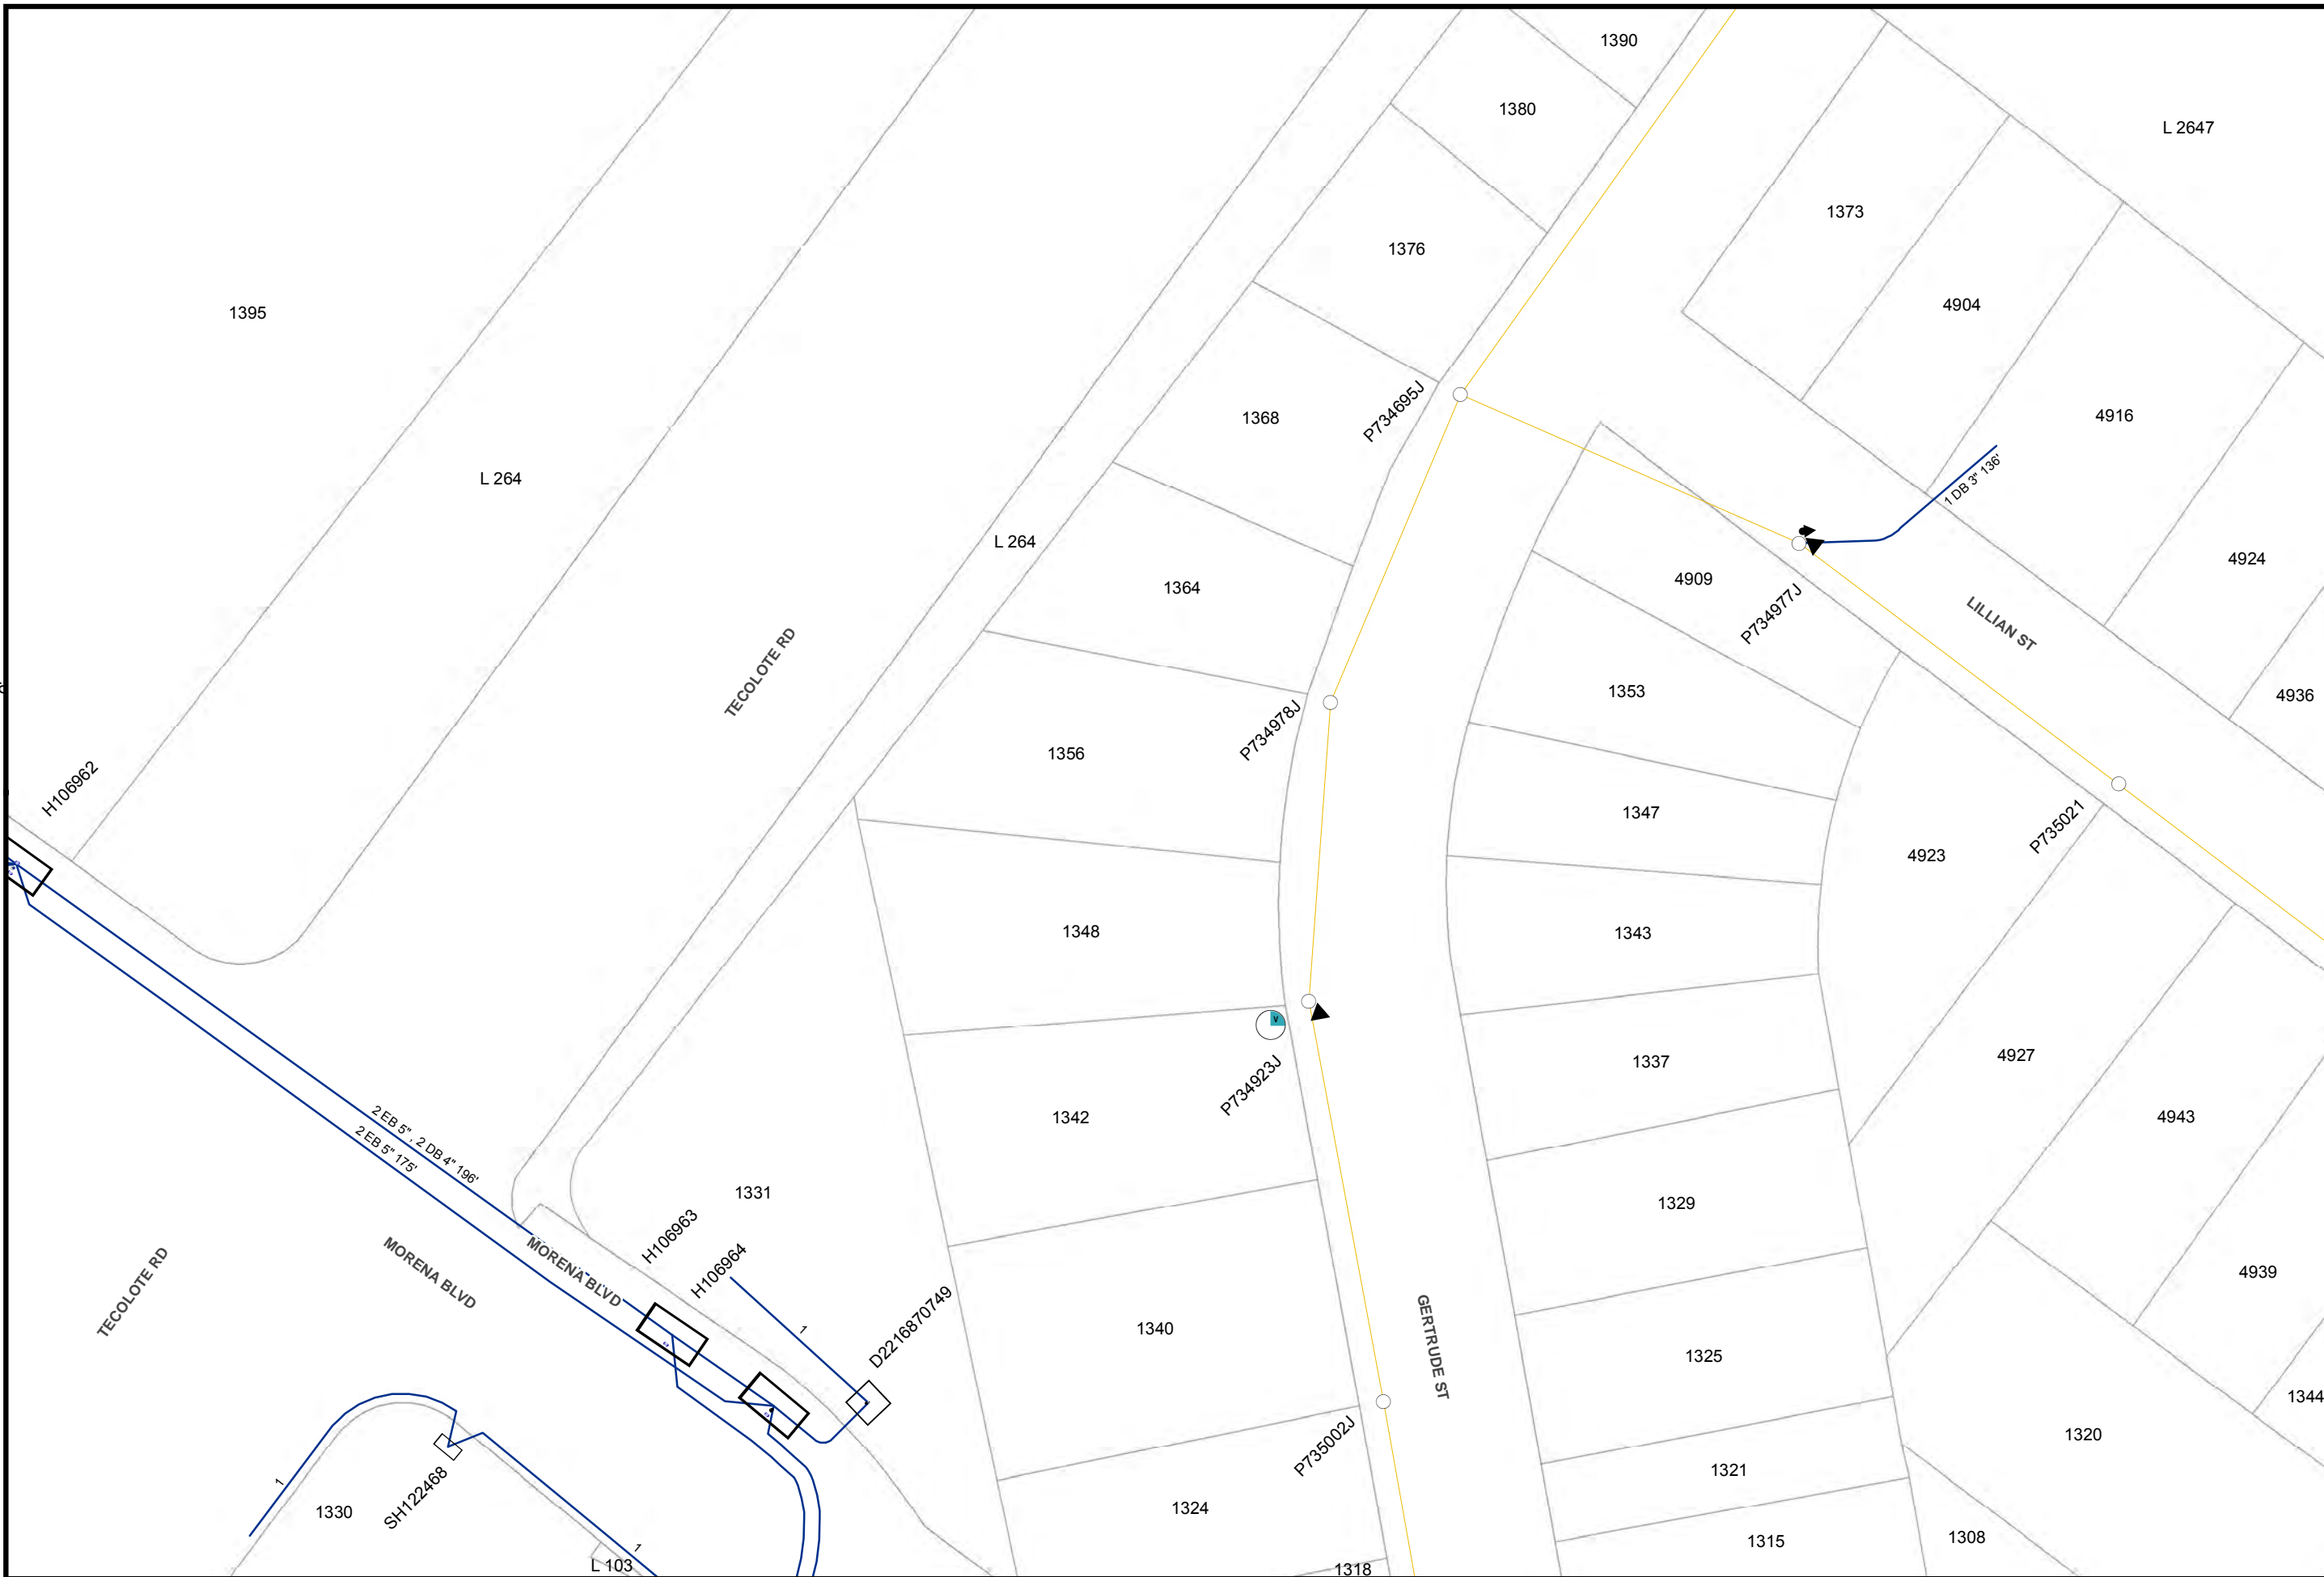 1390
1380
L 2647
1373
1376
4904
1395
1368
P734695J
4916
1 DB 3" 136'
L 264
L 264
4924
4909
1364
P734977J
LILLIAN ST
TECOLOTE RD
1353
4936
P734978J
1356
H106962
1347
P735021
4923
1348
1343
V
4927
1337
P734923J
1342
4943
2 EB 5", 2 DB 4" 196'
2 EB 5" 175'
1331
1329
H106963
H106964
MORENA BLVD
MORENA BLVD
TECOLOTE RD
4939
D2216870749
1
1340
GERTRUDE ST
1325
1344
1320
P735002J
1321
SH122468
1
1330
1324
1315
1308
1
L 103
1318